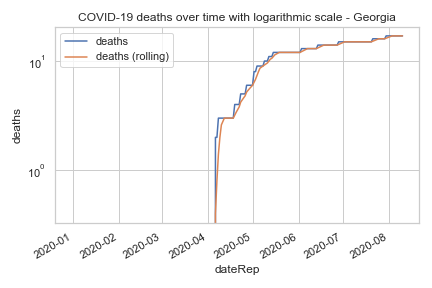 COVID-19 deaths over time with logarithmic scale - Georgia
deaths
deaths (rolling)
10¹
10⁰
deaths
2020-01
2020-02
2020-03
2020-04
2020-05
2020-06
2020-07
2020-08
dateRep